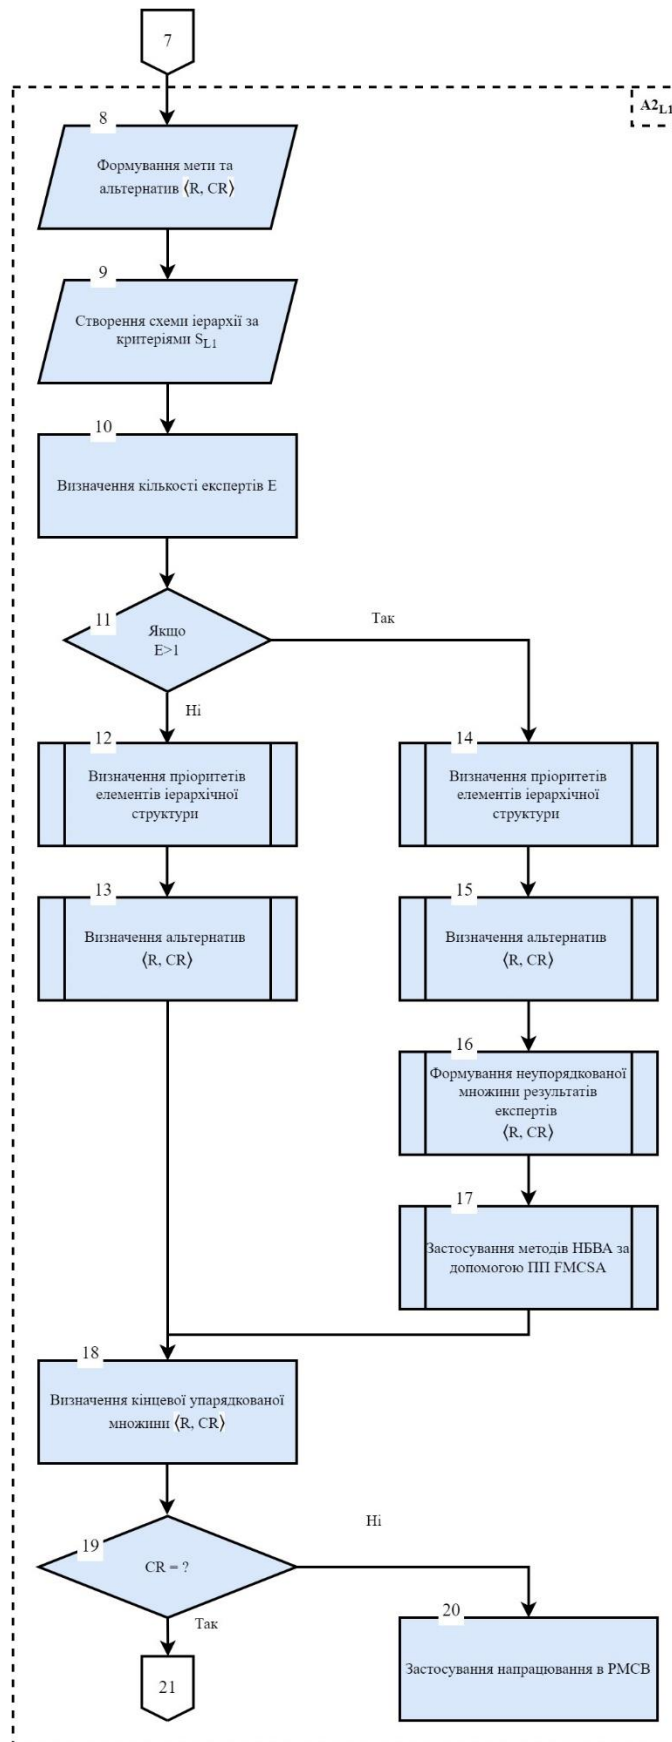 7
A2L1
8
Формування мети та
альтернатив ⟨R, CR⟩
9
Створення схеми ієрархії за
критеріями SL1
10
Визначення кількості експертів E
11
Якщо
E>1
Так
Ні
12
Визначення пріоритетів
елементів ієрархічної
структури
14
Визначення пріоритетів
елементів ієрархічної
структури
13
Визначення альтернатив
⟨R, CR⟩
15
Визначення альтернатив
⟨R, CR⟩
16
Формування неупорядкованої
множини результатів
експертів
⟨R, CR⟩
17
Застосування методів НБВА за
допомогою ПП FMCSA
18
Визначення кінцевої упарядкованої
множини ⟨R, CR⟩
19
CR = ?
Ні
Так
20
Застосування напрацювання в РМСВ
21